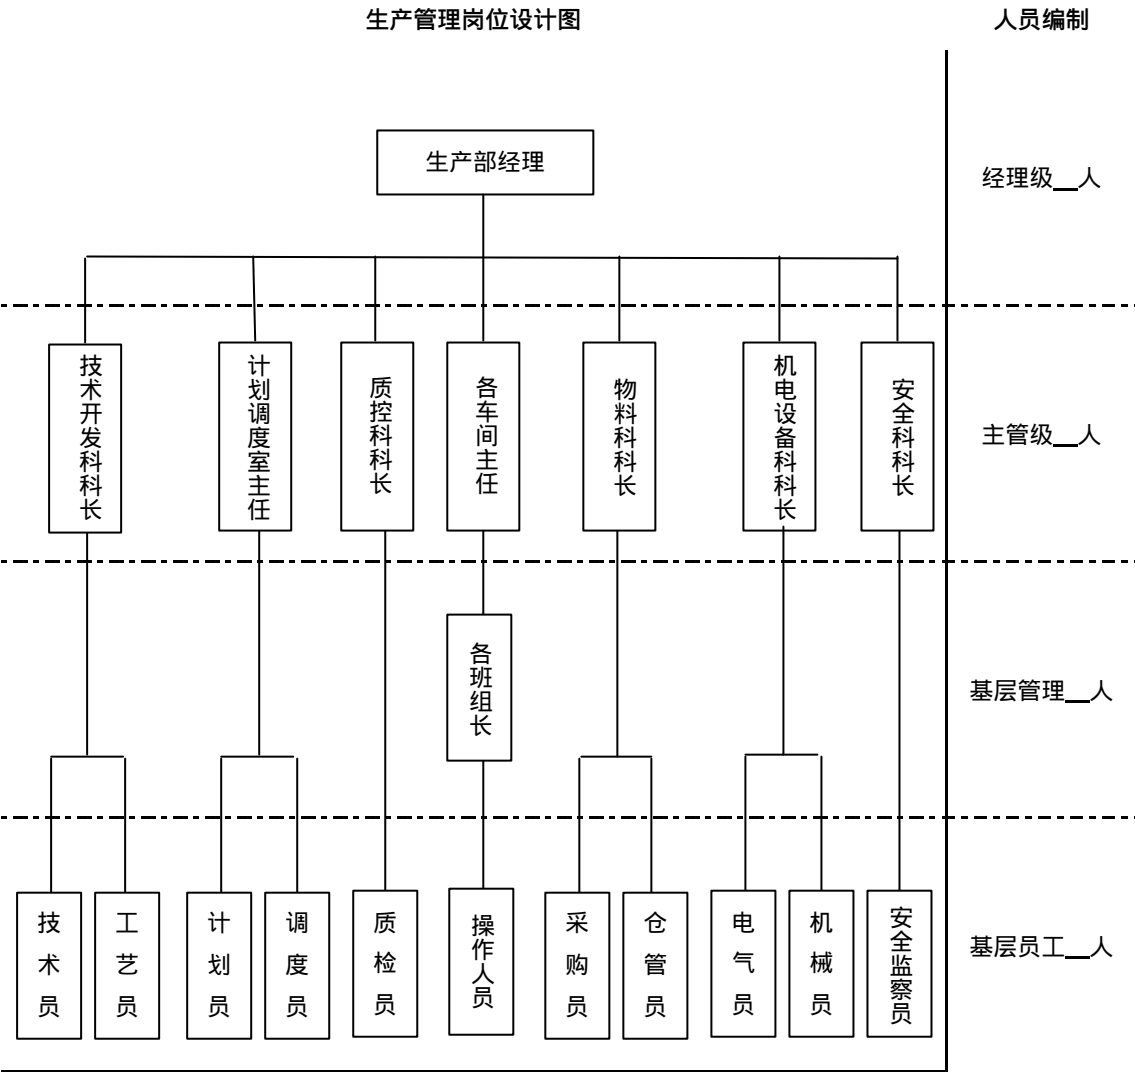 生产管理岗位设计图
人员编制
生产部经理
经理级__人
技术开发科科长
计划调度室主任
质控科科长
各车间主任
物料科科长
机电设备科科长
安全科科长
主管级__人
各班组长
基层管理__人
技术员
工艺员
计划员
调度员
质检员
操作人员
采购员
仓管员
电气员
机械员
安全监察员
基层员工__人